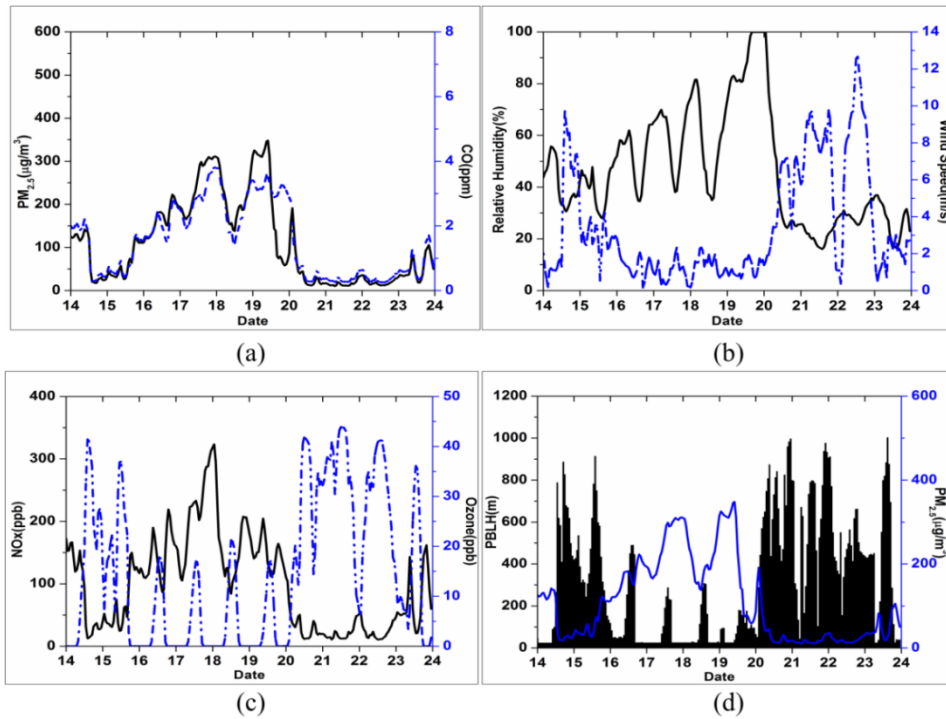 600
500
400
300
200
100
0
PM2.5(μg/m3)
8
6
4
2
0
CO(ppm)
14 15 16 17 18 19 20 21 22 23 24
Date
(a)
100
80
60
40
20
0
Relative Humidity(%)
14
12
10
8
6
4
2
0
14 15 16 17 18 19 20 21 22 23 24
Date
(b)
400
300
200
100
0
NOx(ppb)
50
40
30
20
10
0
Ozone(ppb)
14 15 16 17 18 19 20 21 22 23 24
Date
(c)
1200
1000
800
600
400
200
0
PBLH(m)
600
400
200
0
PM2.5(μg/m3)
14 15 16 17 18 19 20 21 22 23 24
Date
(d)